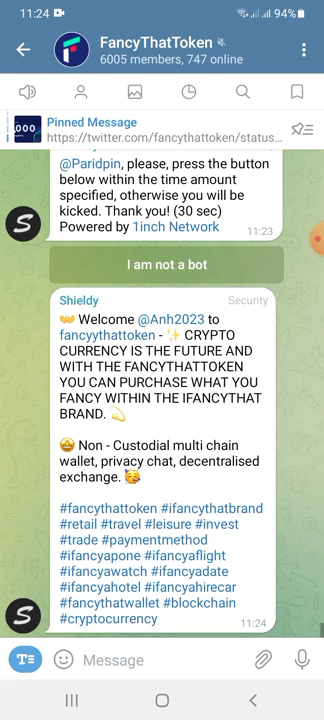 11:24
94%
FancyThatToken
6005 members, 747 online
Pinned Message
https://twitter.com/fancythattoken/status...
,000
@Paridpin, please, press the button
below within the time amount
specified, otherwise you will be
kicked. Thank you! (30 sec)
Powered by 1inch Network
11:23
I am not a bot
Shieldy
Security
👐 Welcome @Anh2023 to
fancyythattoken - ✨ CRYPTO
CURRENCY IS THE FUTURE AND
WITH THE FANCYTHATTOKEN
YOU CAN PURCHASE WHAT YOU
FANCY WITHIN THE IFANCYTHAT
BRAND. 💫
🤩 Non - Custodial multi chain
wallet, privacy chat, decentralised
exchange. 🥳
#fancythattoken #ifancythatbrand
#retail #travel #leisure #invest
#trade #paymentmethod
#ifancyapone #ifancyaflight
#ifancyawatch #ifancyadate
#ifancyahotel #ifancyahirecar
#fancythatwallet #blockchain
#cryptocurrency
11:24
Message